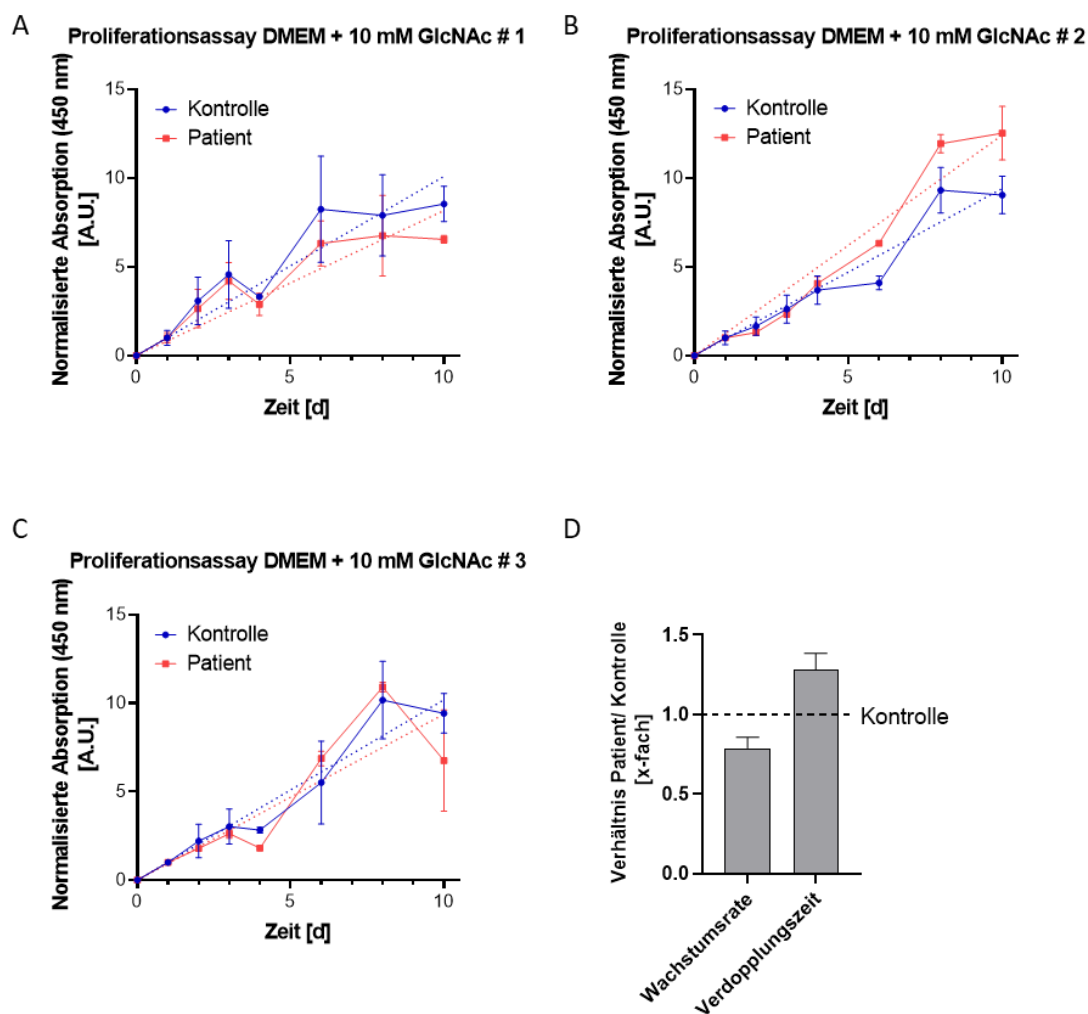 A
Proliferationsassay DMEM + 10 mM GlcNAc # 1
Normalisierte Absorption (450 nm)
[A.U.]
15
10
5
0
Kontrolle
Patient
0
5
10
Zeit [d]
B
Proliferationsassay DMEM + 10 mM GlcNAc # 2
Normalisierte Absorption (450 nm)
[A.U.]
15
10
5
0
Kontrolle
Patient
0
5
10
Zeit [d]
C
Proliferationsassay DMEM + 10 mM GlcNAc # 3
Normalisierte Absorption (450 nm)
[A.U.]
15
10
5
0
Kontrolle
Patient
0
5
10
Zeit [d]
D
Verhältnis Patient/ Kontrolle
[x-fach]
1.5
1.0
0.5
0.0
Kontrolle
Wachstumsrate
Verdopplungszeit